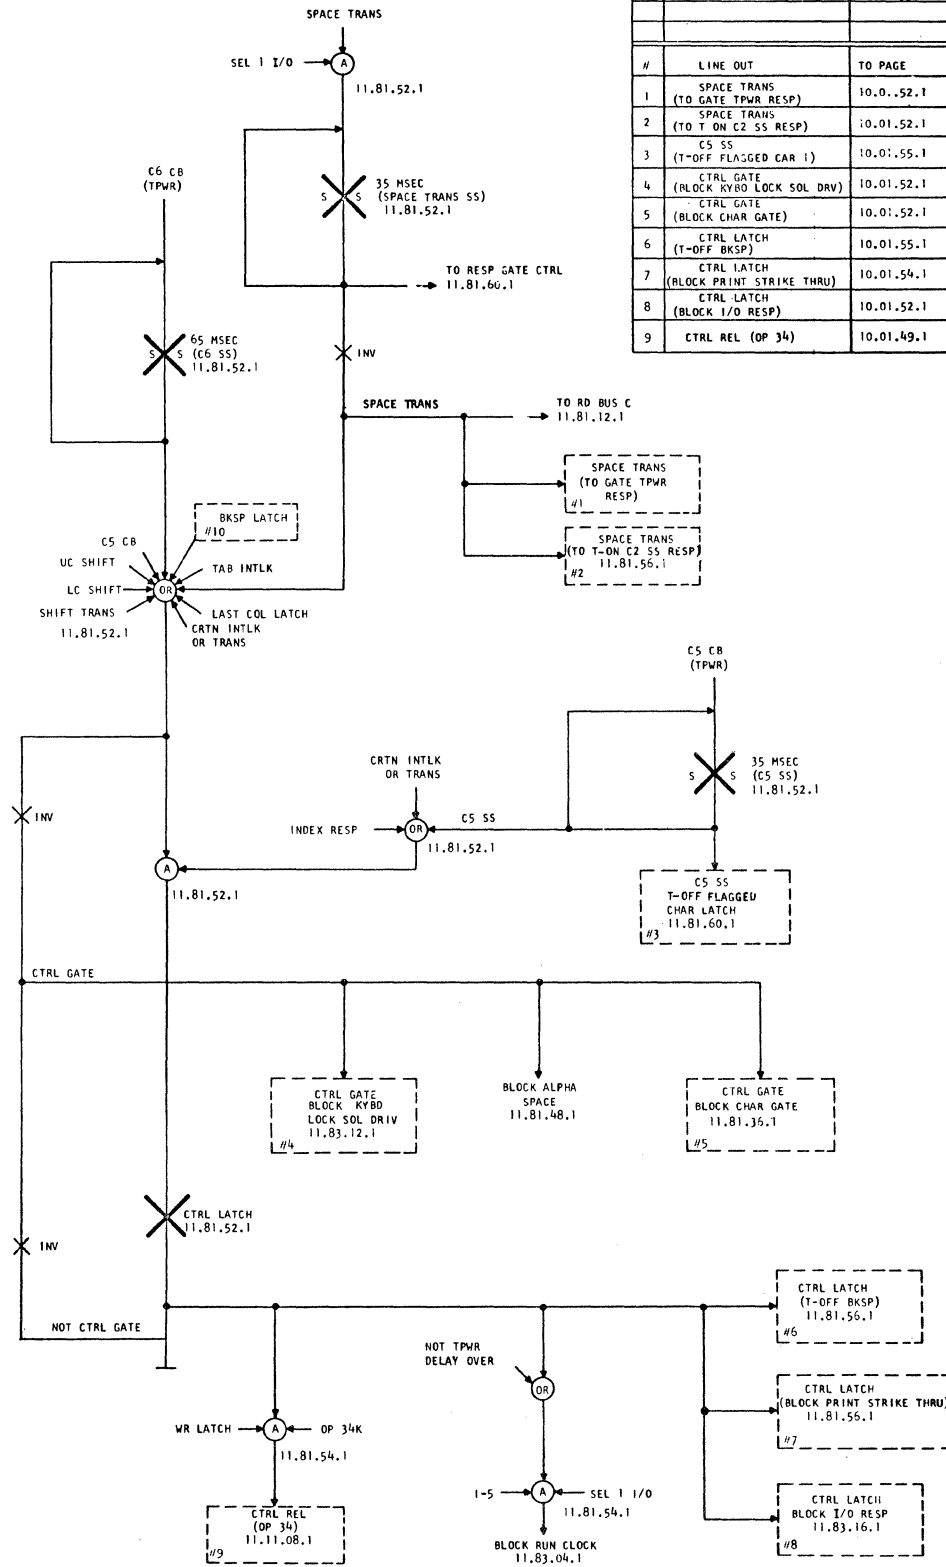 SPACE TRANS
SEL 1 I/O
A
11.81.52.1
# LINE OUT TO PAGE
1 SPACE TRANS (TO GATE TPWR RESP)
2 SPACE TRANS (TO T ON C2 SS RESP) 10.01.52.1
3 C5 SS (T-OFF FLAGGED CAR 1) 10.01.55.1
4 CTRL GATE (BLOCK KYBD LOCK SOL DRV) 10.01.52.1
5 CTRL GATE (BLOCK CHAR GATE) 10.01.52.1
6 CTRL LATCH (T-OFF BKSP) 10.01.55.1
7 CTRL LATCH (BLOCK PRINT STRIKE THRU) 10.01.54.1
8 CTRL LATCH (BLOCK I/O RESP) 10.01.52.1
9 CTRL REL (OP 34) 10.01.49.1
C6 CB
(TPWR)
S S
35 MSEC
(SPACE TRANS SS)
11.81.52.1
TO RESP GATE CTRL
11.81.60.1
S S
65 MSEC
(C6 SS)
11.81.52.1
INV
SPACE TRANS
TO RD BUS C
11.81.12.1
SPACE TRANS
(TO GATE TPWR
RESP)
#1
BKSP LATCH
#10
SPACE TRANS
(TO T-ON C2 SS RESP)
11.81.56.1
#2
C5 CB
UC SHIFT
TAB INTLK
LC SHIFT
OR
SHIFT TRANS
LAST COL LATCH
CRTN INTLK
OR TRANS
11.81.52.1
C5 CB
(TPWR)
CRTN INTLK
OR TRANS
S S
35 MSEC
(C5 SS)
11.81.52.1
INV
INDEX RESP
OR
C5 SS
11.81.52.1
A
11.81.52.1
C5 SS
T-OFF FLAGGED
CHAR LATCH
11.81.60.1
#3
CTRL GATE
CTRL GATE
BLOCK KYBD
LOCK SOL DRIV
11.83.12.1
#4
BLOCK ALPHA
SPACE
11.81.48.1
CTRL GATE
BLOCK CHAR GATE
11.81.36.1
#5
CTRL LATCH
11.81.52.1
INV
NOT CTRL GATE
CTRL LATCH
(T-OFF BKSP)
11.81.56.1
#6
NOT TPWR
DELAY OVER
OR
CTRL LATCH
(BLOCK PRINT STRIKE THRU)
11.81.56.1
#7
WR LATCH
A
OP 34K
11.81.54.1
1-5
A
SEL 1 I/O
11.81.54.1
CTRL REL
(OP 34)
11.11.08.1
#9
BLOCK RUN CLOCK
11.83.04.1
CTRL LATCH
BLOCK I/O RESP
11.83.16.1
#8